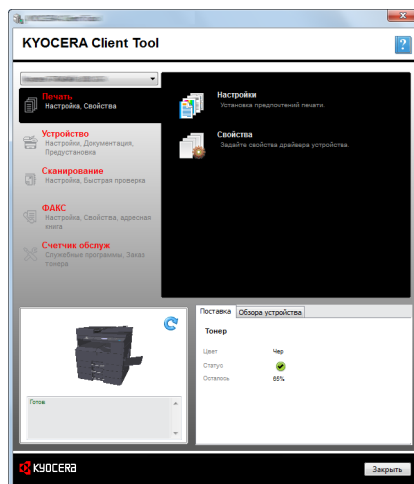 KYOCERA Client Tool
?
Печать
Настройка, Свойства
Устройство
Настройки, Документация,
Предустановка
Сканирование
Настройка, Быстрая проверка
ФАКС
Настройка, Свойства, адресная
книга
Счетчик обслуж
Служебные программы, Заказ
тонера
Настройки
Установка предпочтений печати.
Свойства
Задайте свойства драйвера устройства.
Готов
Поставка
Обзора устройства
Тонер
Цвет
Чер
Статус
Осталось
65%
KYOCERA
Закрыть